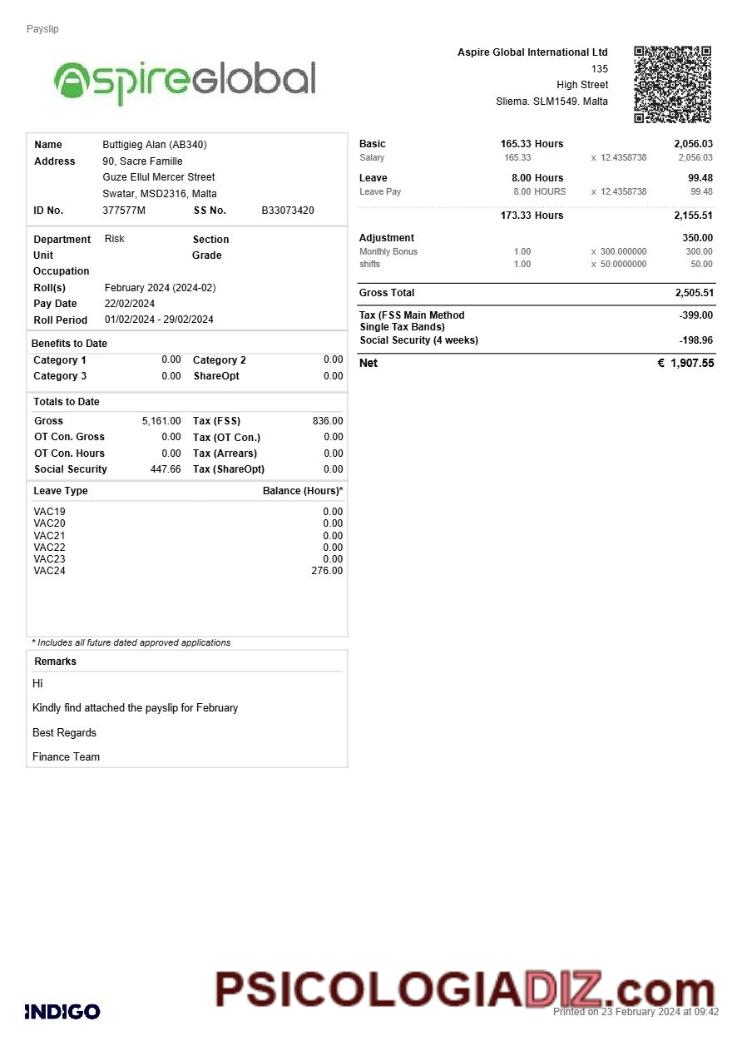 Payslip
AspireGlobal
Aspire Global International Ltd
135
High Street
Sliema. SLM1549. Malta
Name Buttigieg Alan (AB340)
Address 90, Sacre Famille
Guze Ellul Mercer Street
Swatar, MSD2316, Malta
ID No. 377577M SS No. B33073420
Department Risk Section
Unit Grade
Occupation
Roll(s) February 2024 (2024-02)
Pay Date 22/02/2024
Roll Period 01/02/2024 - 29/02/2024
Benefits to Date
Category 1 0.00 Category 2 0.00
Category 3 0.00 ShareOpt 0.00
Totals to Date
Gross 5,161.00 Tax (FSS) 836.00
OT Con. Gross 0.00 Tax (OT Con.) 0.00
OT Con. Hours 0.00 Tax (Arrears) 0.00
Social Security 447.66 Tax (ShareOpt) 0.00
Leave Type Balance (Hours)*
VAC19 0.00
VAC20 0.00
VAC21 0.00
VAC22 0.00
VAC23 0.00
VAC24 276.00
* Includes all future dated approved applications
Remarks
Hi
Kindly find attached the payslip for February
Best Regards
Finance Team
Basic 165.33 Hours 2,056.03
Salary 165.33 x 12.4358738 2,056.03
Leave 8.00 Hours 99.48
Leave Pay 8.00 HOURS x 12.4358738 99.48
173.33 Hours 2,155.51
Adjustment 350.00
Monthly Bonus 1.00 x 300.000000 300.00
shifts 1.00 x 50.0000000 50.00
Gross Total 2,505.51
Tax (FSS Main Method -399.00
Single Tax Bands)
Social Security (4 weeks) -198.96
Net € 1,907.55
PSICOLOGIADIZ.com
INDIGO
Printed on 23 February 2024 at 09:42